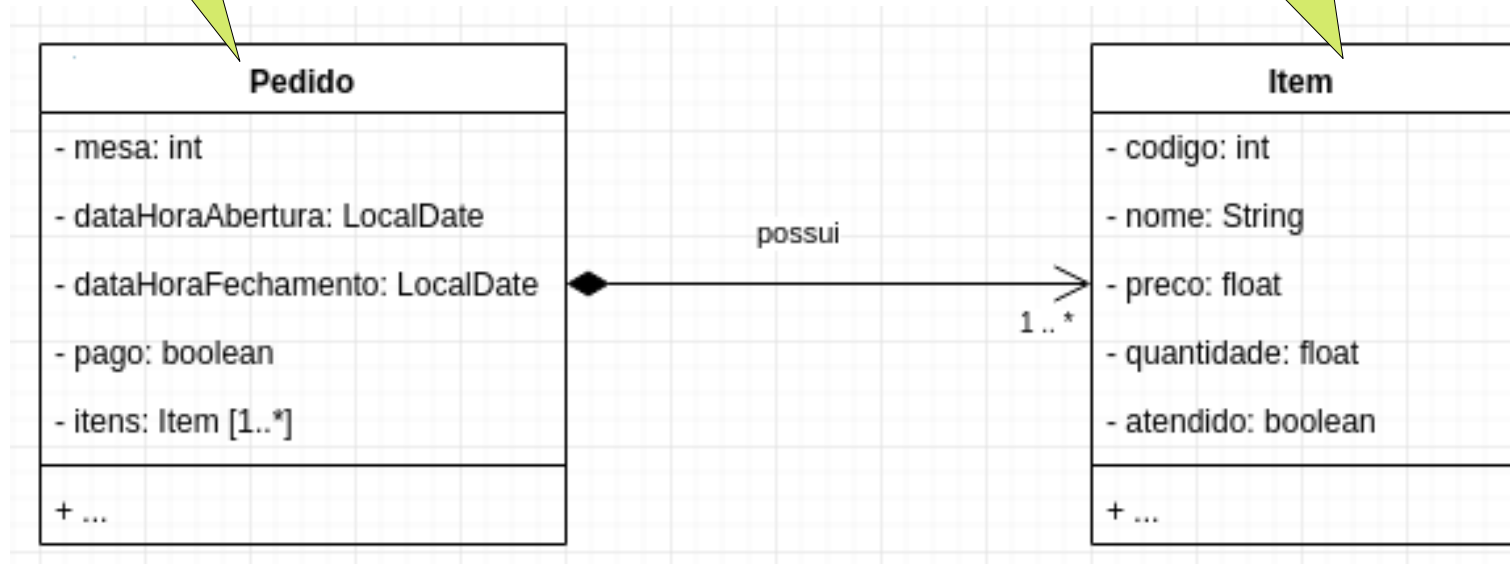 Pedido
- mesa: int
- dataHoraAbertura: LocalDate
- dataHoraFechamento: LocalDate
- pago: boolean
- itens: Item [1..*]
+ ...
possui
1 .. *
Item
- codigo: int
- nome: String
- preco: float
- quantidade: float
- atendido: boolean
+ ...